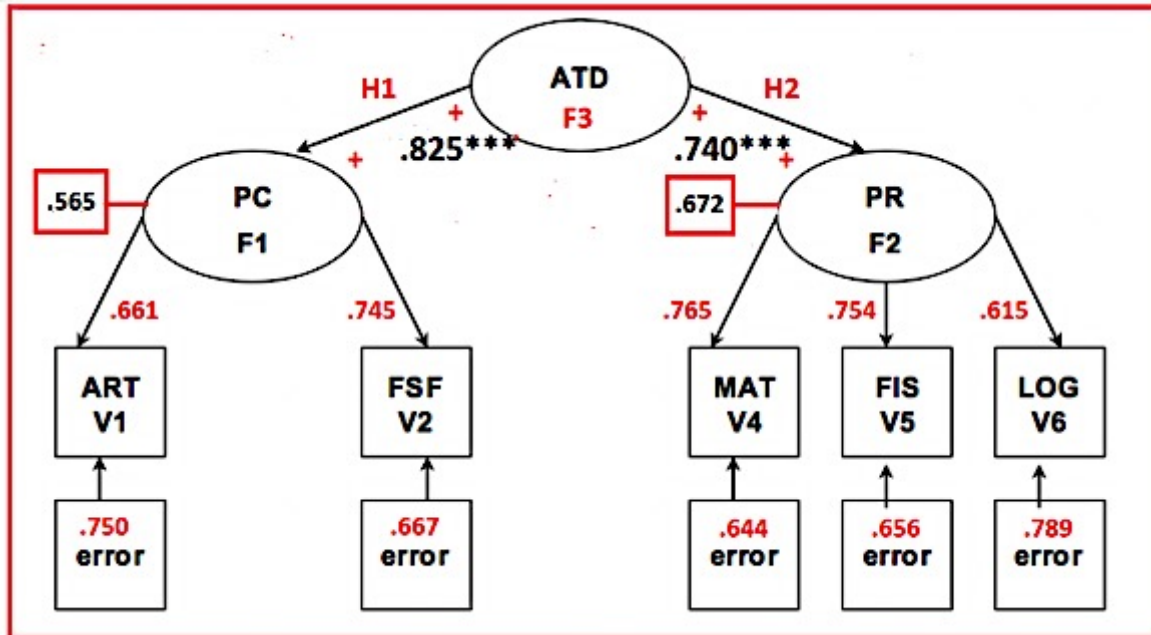 ATD
F3
H1
H2
+
+
.825***
.740***
+
+
.565
PC
F1
.672
PR
F2
.661
.745
.765
.754
.615
ART
V1
FSF
V2
MAT
V4
FIS
V5
LOG
V6
.750
error
.667
error
.644
error
.656
error
.789
error